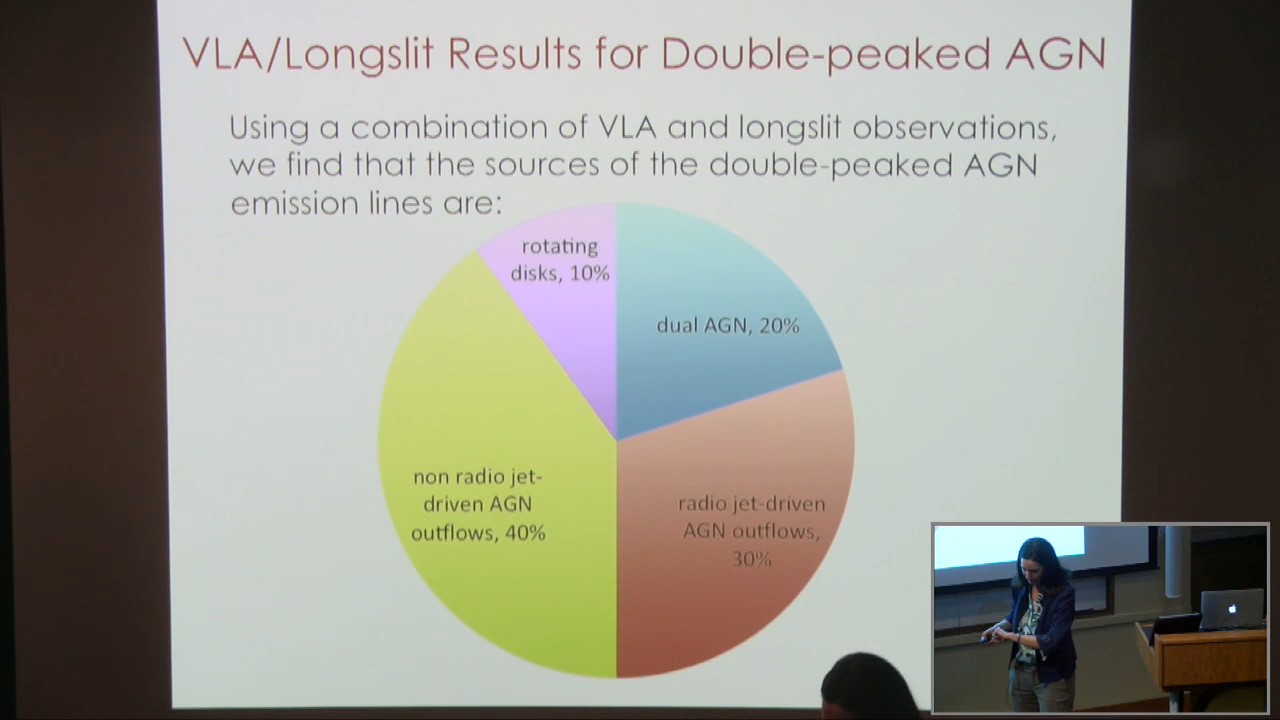 VLA/Longslit Results for Double-peaked AGN
Using a combination of VLA and longslit observations,
we find that the sources of the double-peaked AGN
emission lines are:
rotating
disks, 10%
dual AGN, 20%
non radio jet-
driven AGN
outflows, 40%
radio jet-driven
AGN outflows,
30%